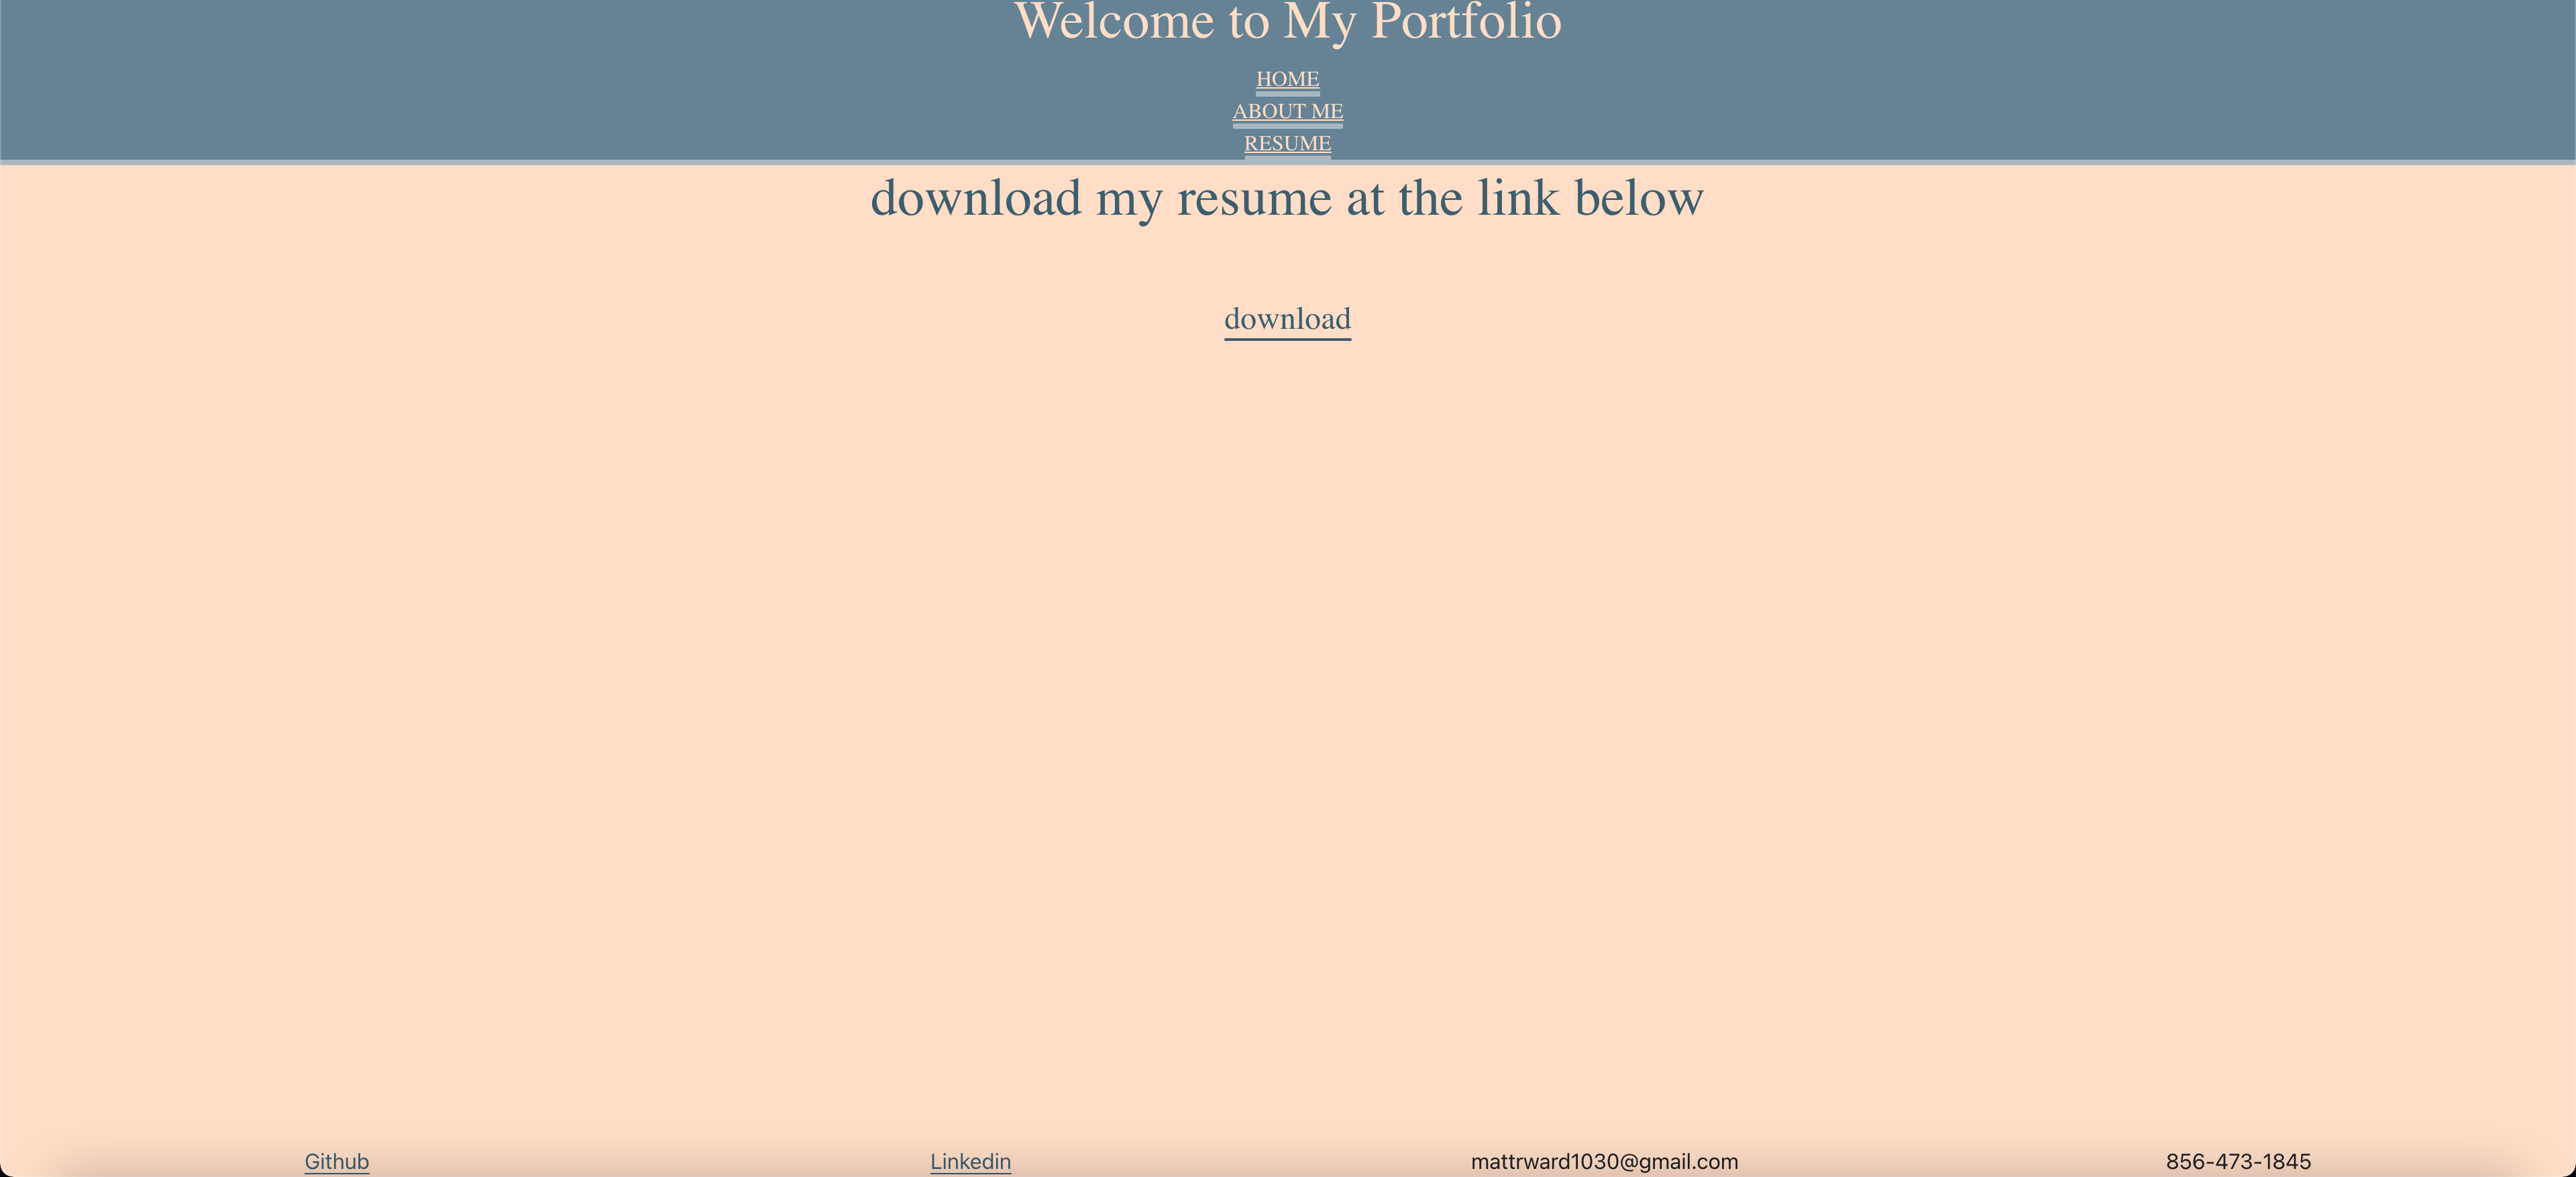 Welcome to My Portfolio
HOME
ABOUT ME
RESUME
download my resume at the link below
download
Github Linkedin mattrward1030@gmail.com 856-473-1845